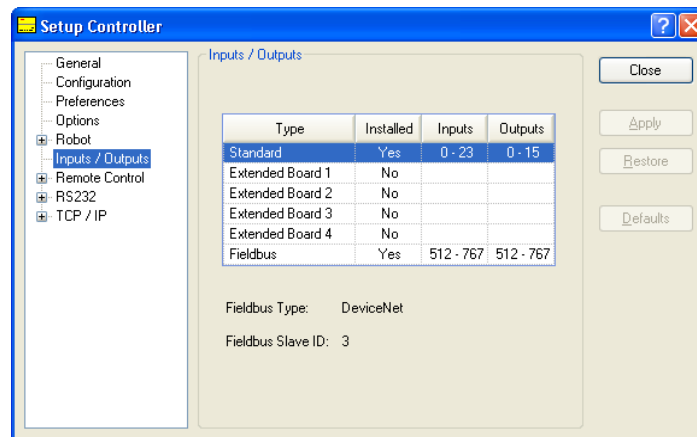 Setup Controller
General
Configuration
Preferences
Options
Robot
Inputs / Outputs
Remote Control
RS232
TCP / IP
Inputs / Outputs
Type Installed Inputs Outputs
Standard Yes 0 - 23 0 - 15
Extended Board 1 No
Extended Board 2 No
Extended Board 3 No
Extended Board 4 No
Fieldbus Yes 512 - 767 512 - 767
Fieldbus Type: DeviceNet
Fieldbus Slave ID: 3
Close
Apply
Restore
Defaults